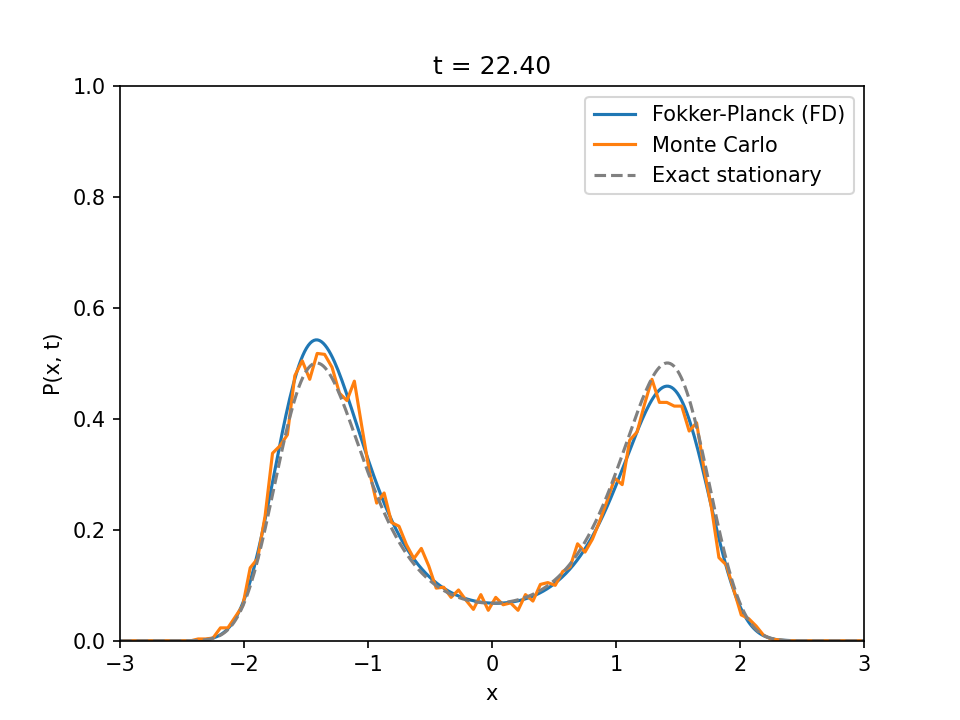 t = 22.40
P(x, t)
1.0
0.8
0.6
0.4
0.2
0.0
Fokker-Planck (FD)
Monte Carlo
Exact stationary
−3 −2 −1 0 1 2 3
x